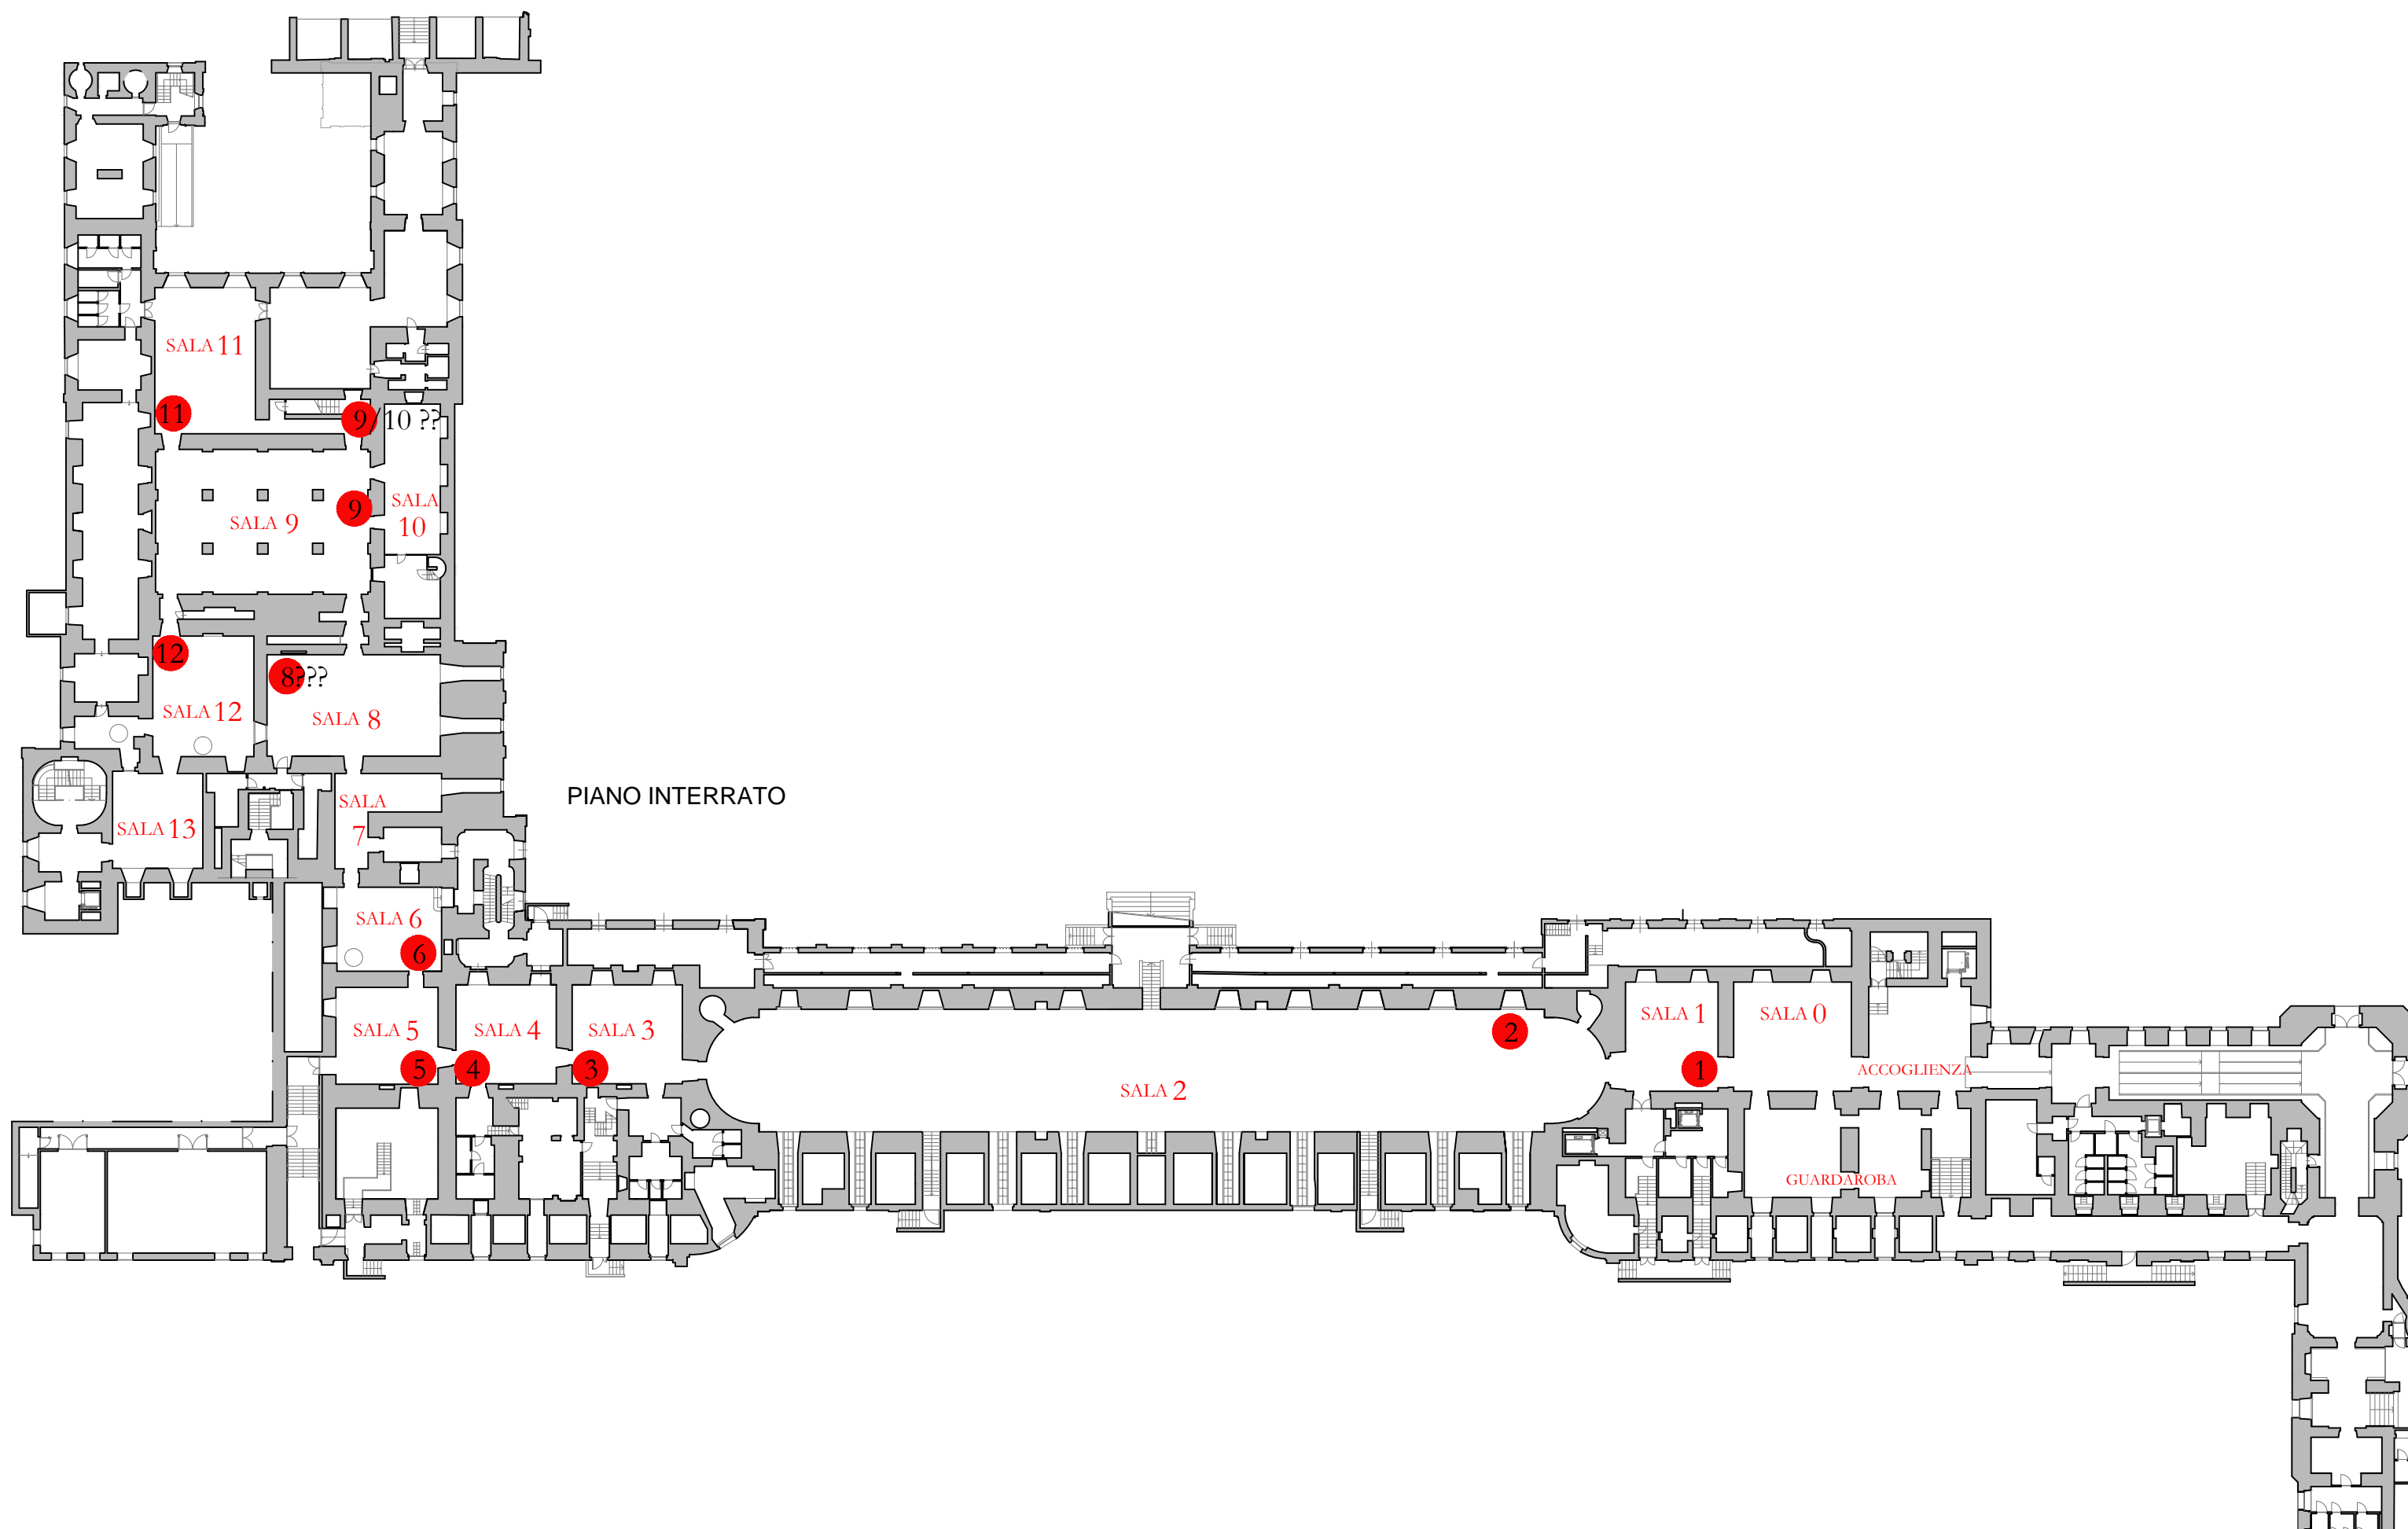 SALA 11
11
9/10 ??
SALA
10
9
SALA 9
12
8???
SALA 12
SALA 8
PIANO INTERRATO
SALA
7
SALA 13
SALA 6
6
SALA 5
SALA 4
SALA 3
2
SALA 1
SALA 0
5
4
3
1
ACCOGLIENZA
SALA 2
GUARDAROBA